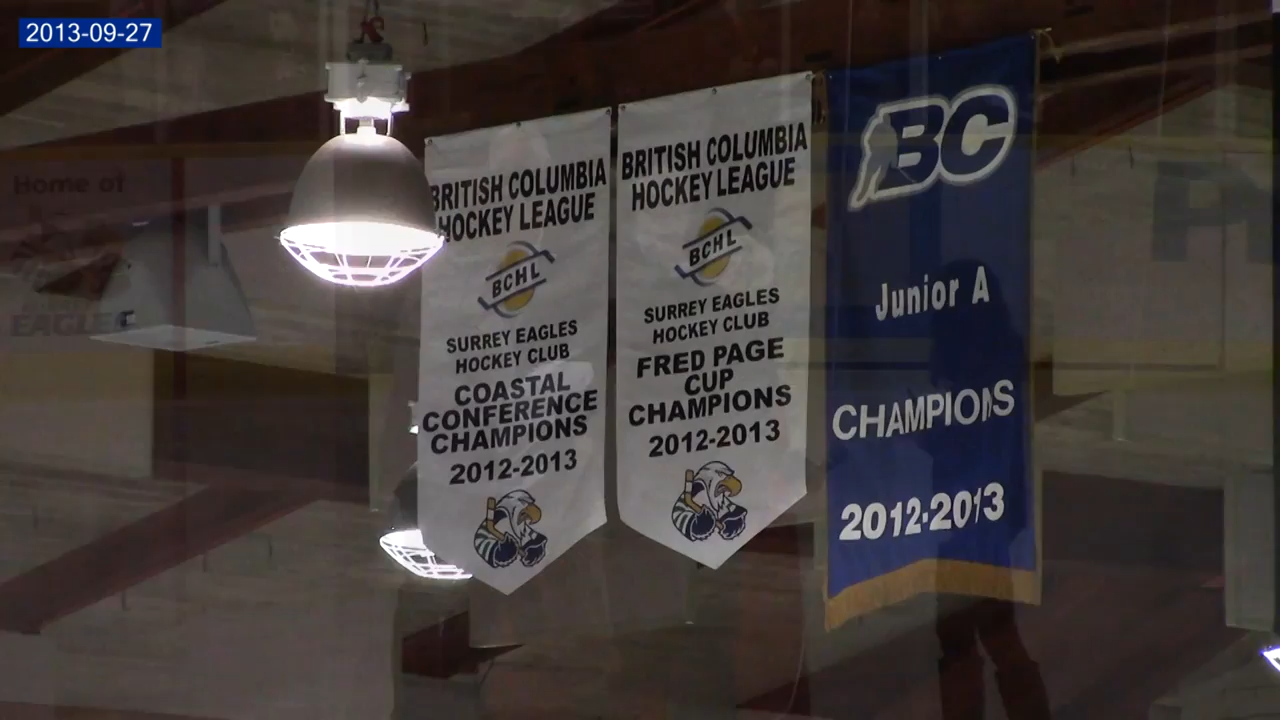 2013-09-27
Home of
EAGLE
BRITISH COLUMBIA
HOCKEY LEAGUE
BCHL
SURREY EAGLES
HOCKEY CLUB
COASTAL
CONFERENCE
CHAMPIONS
2012-2013
BRITISH COLUMBIA
HOCKEY LEAGUE
BCHL
SURREY EAGLES
HOCKEY CLUB
FRED PAGE
CUP
CHAMPIONS
2012-2013
BC
Junior A
CHAMPIONS
2012-2013